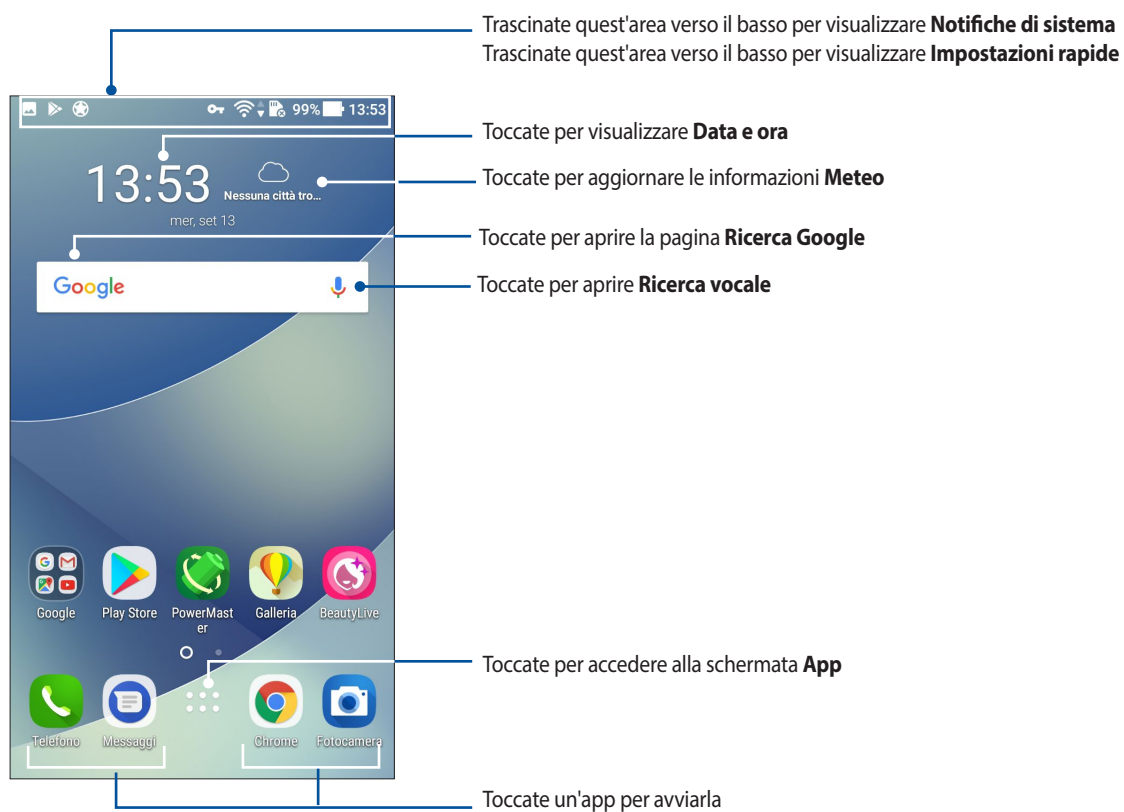 Trascinate quest'area verso il basso per visualizzare Notifiche di sistema
Trascinate quest'area verso il basso per visualizzare Impostazioni rapide
99% 13:53
Toccate per visualizzare Data e ora
13:53
Nessuna città tro...
Toccate per aggiornare le informazioni Meteo
mer, set 13
Toccate per aprire la pagina Ricerca Google
Google
Toccate per aprire Ricerca vocale
Google
Play Store
PowerMast
er
Galleria
BeautyLive
Toccate per accedere alla schermata App
Telefono
Messaggi
Chrome
Fotocamera
Toccate un'app per avviarla